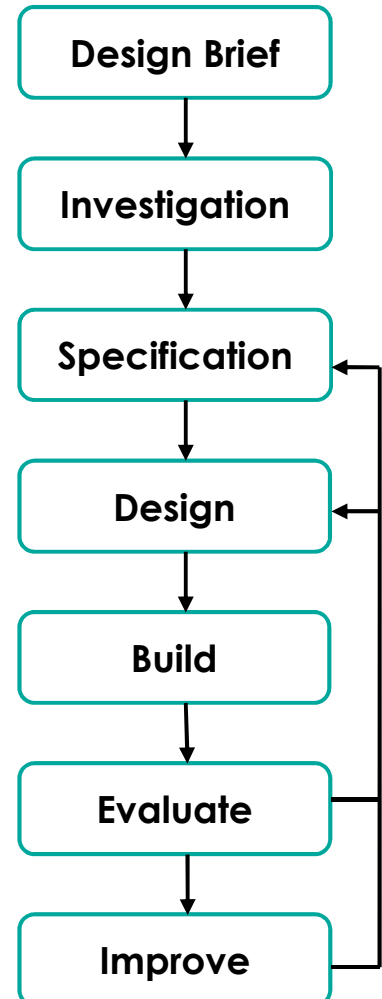 Design Brief
Investigation
Specification
Design
Build
Evaluate
Improve